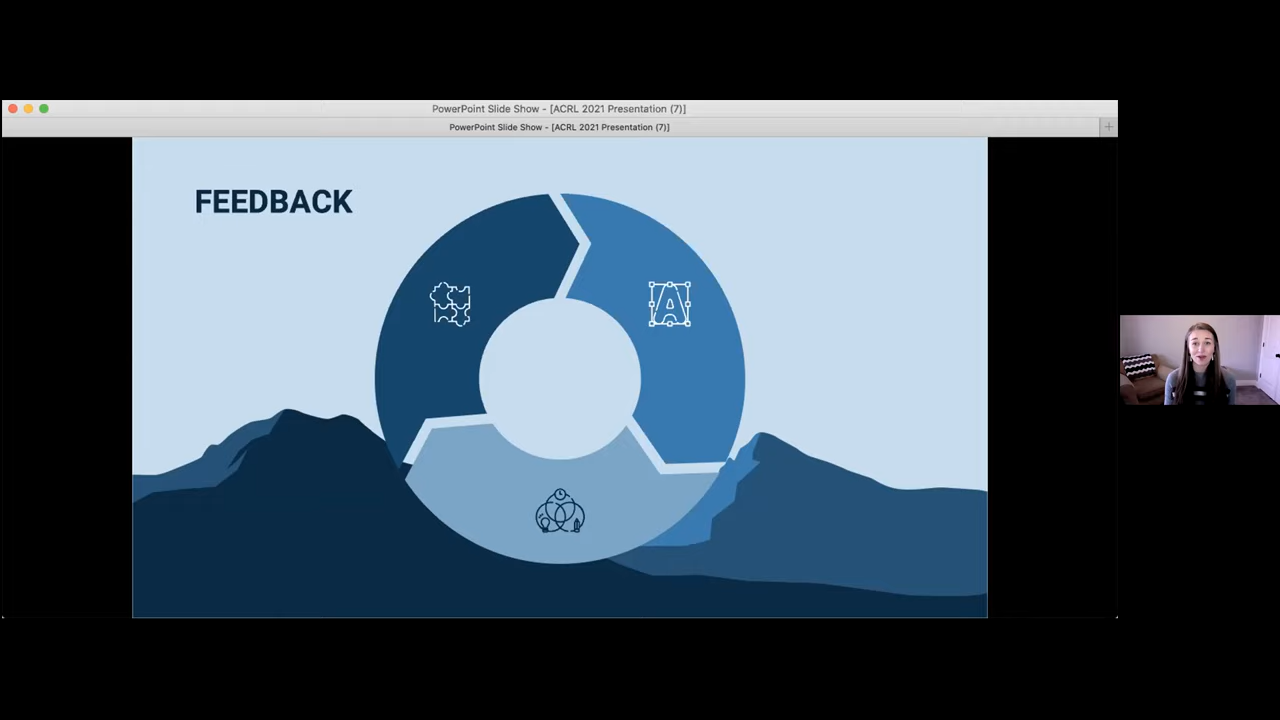 PowerPoint Slide Show - [ACRL 2021 Presentation (7)]
PowerPoint Slide Show - [ACRL 2021 Presentation (7)]
FEEDBACK
A